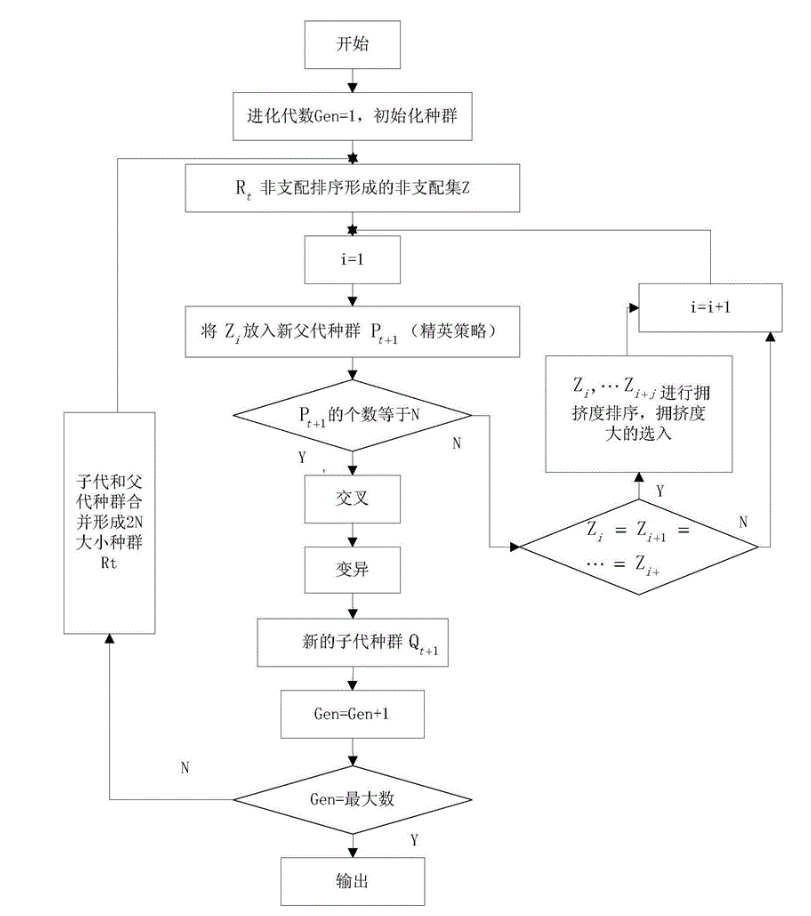 开始
进化代数Gen=1，初始化种群
Rt 非支配排序形成的非支配集Z
i=1
i=i+1
将 Zi放入新父代种群 Pt+1（精英策略）
Zi,…Zi+j 进行拥
挤度排序，拥挤度
大的选入
Pt+1的个数等于N
N
Y
子代和父
代种群合
并形成2N
大小种群
Rt
交叉
Y
N
Zi = Zi+1 =
… = Zi+
变异
新的子代种群 Qt+1
Gen=Gen+1
N
Gen=最大数
Y
输出